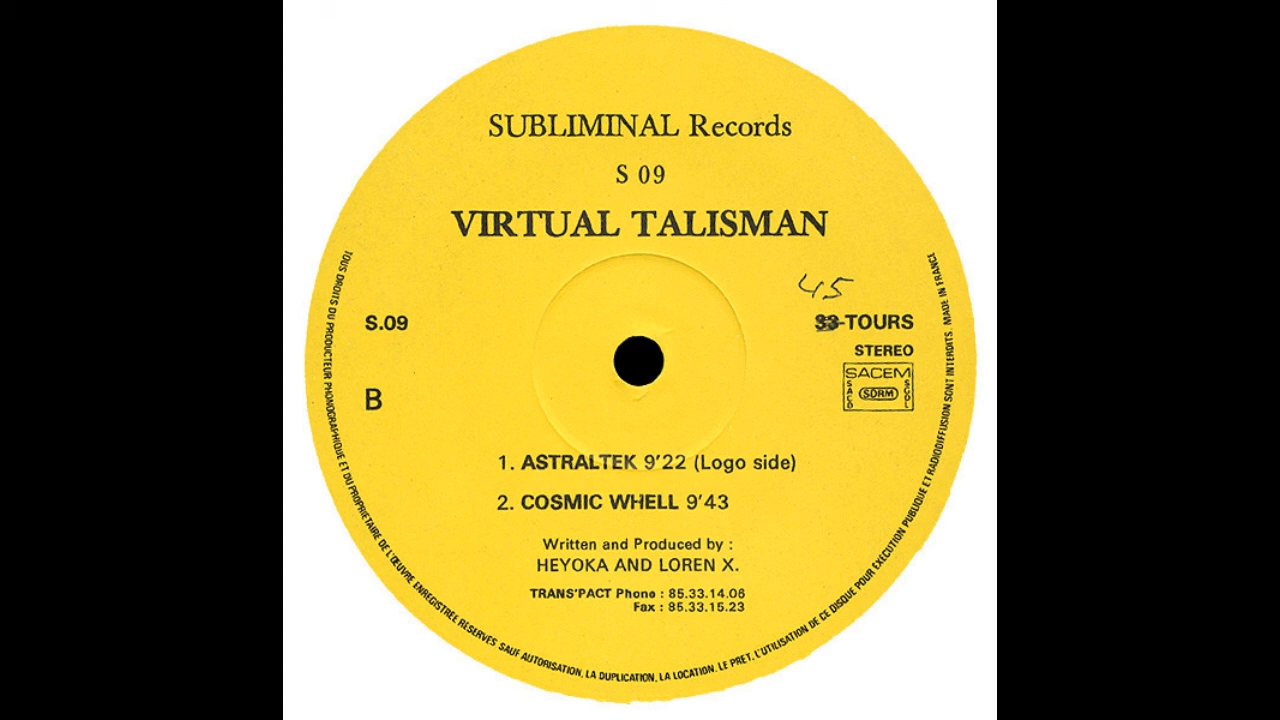 SUBLIMINAL Records
S 09
VIRTUAL TALISMAN
45
S.09
33-TOURS
STEREO
SACEM
SACD
SDRM
SGDL
B
1. ASTRALTEK 9'22 (Logo side)
2. COSMIC WHELL 9'43
Written and Produced by :
HEYOKA AND LOREN X.
TRANS'PACT Phone : 85.33.14.06
Fax : 85.33.15.23
TOUS DROITS DU PRODUCTEUR PHONOGRAPHIQUE ET DU PROPRIETAIRE DE L'ŒUVRE ENREGISTREE RESERVES SAUF AUTORISATION, LA DUPLICATION, LA LOCATION, LE PRET, L'UTILISATION DE CE DISQUE POUR EXECUTION PUBLIQUE ET RADIODIFFUSION SONT INTERDITS. MADE IN FRANCE